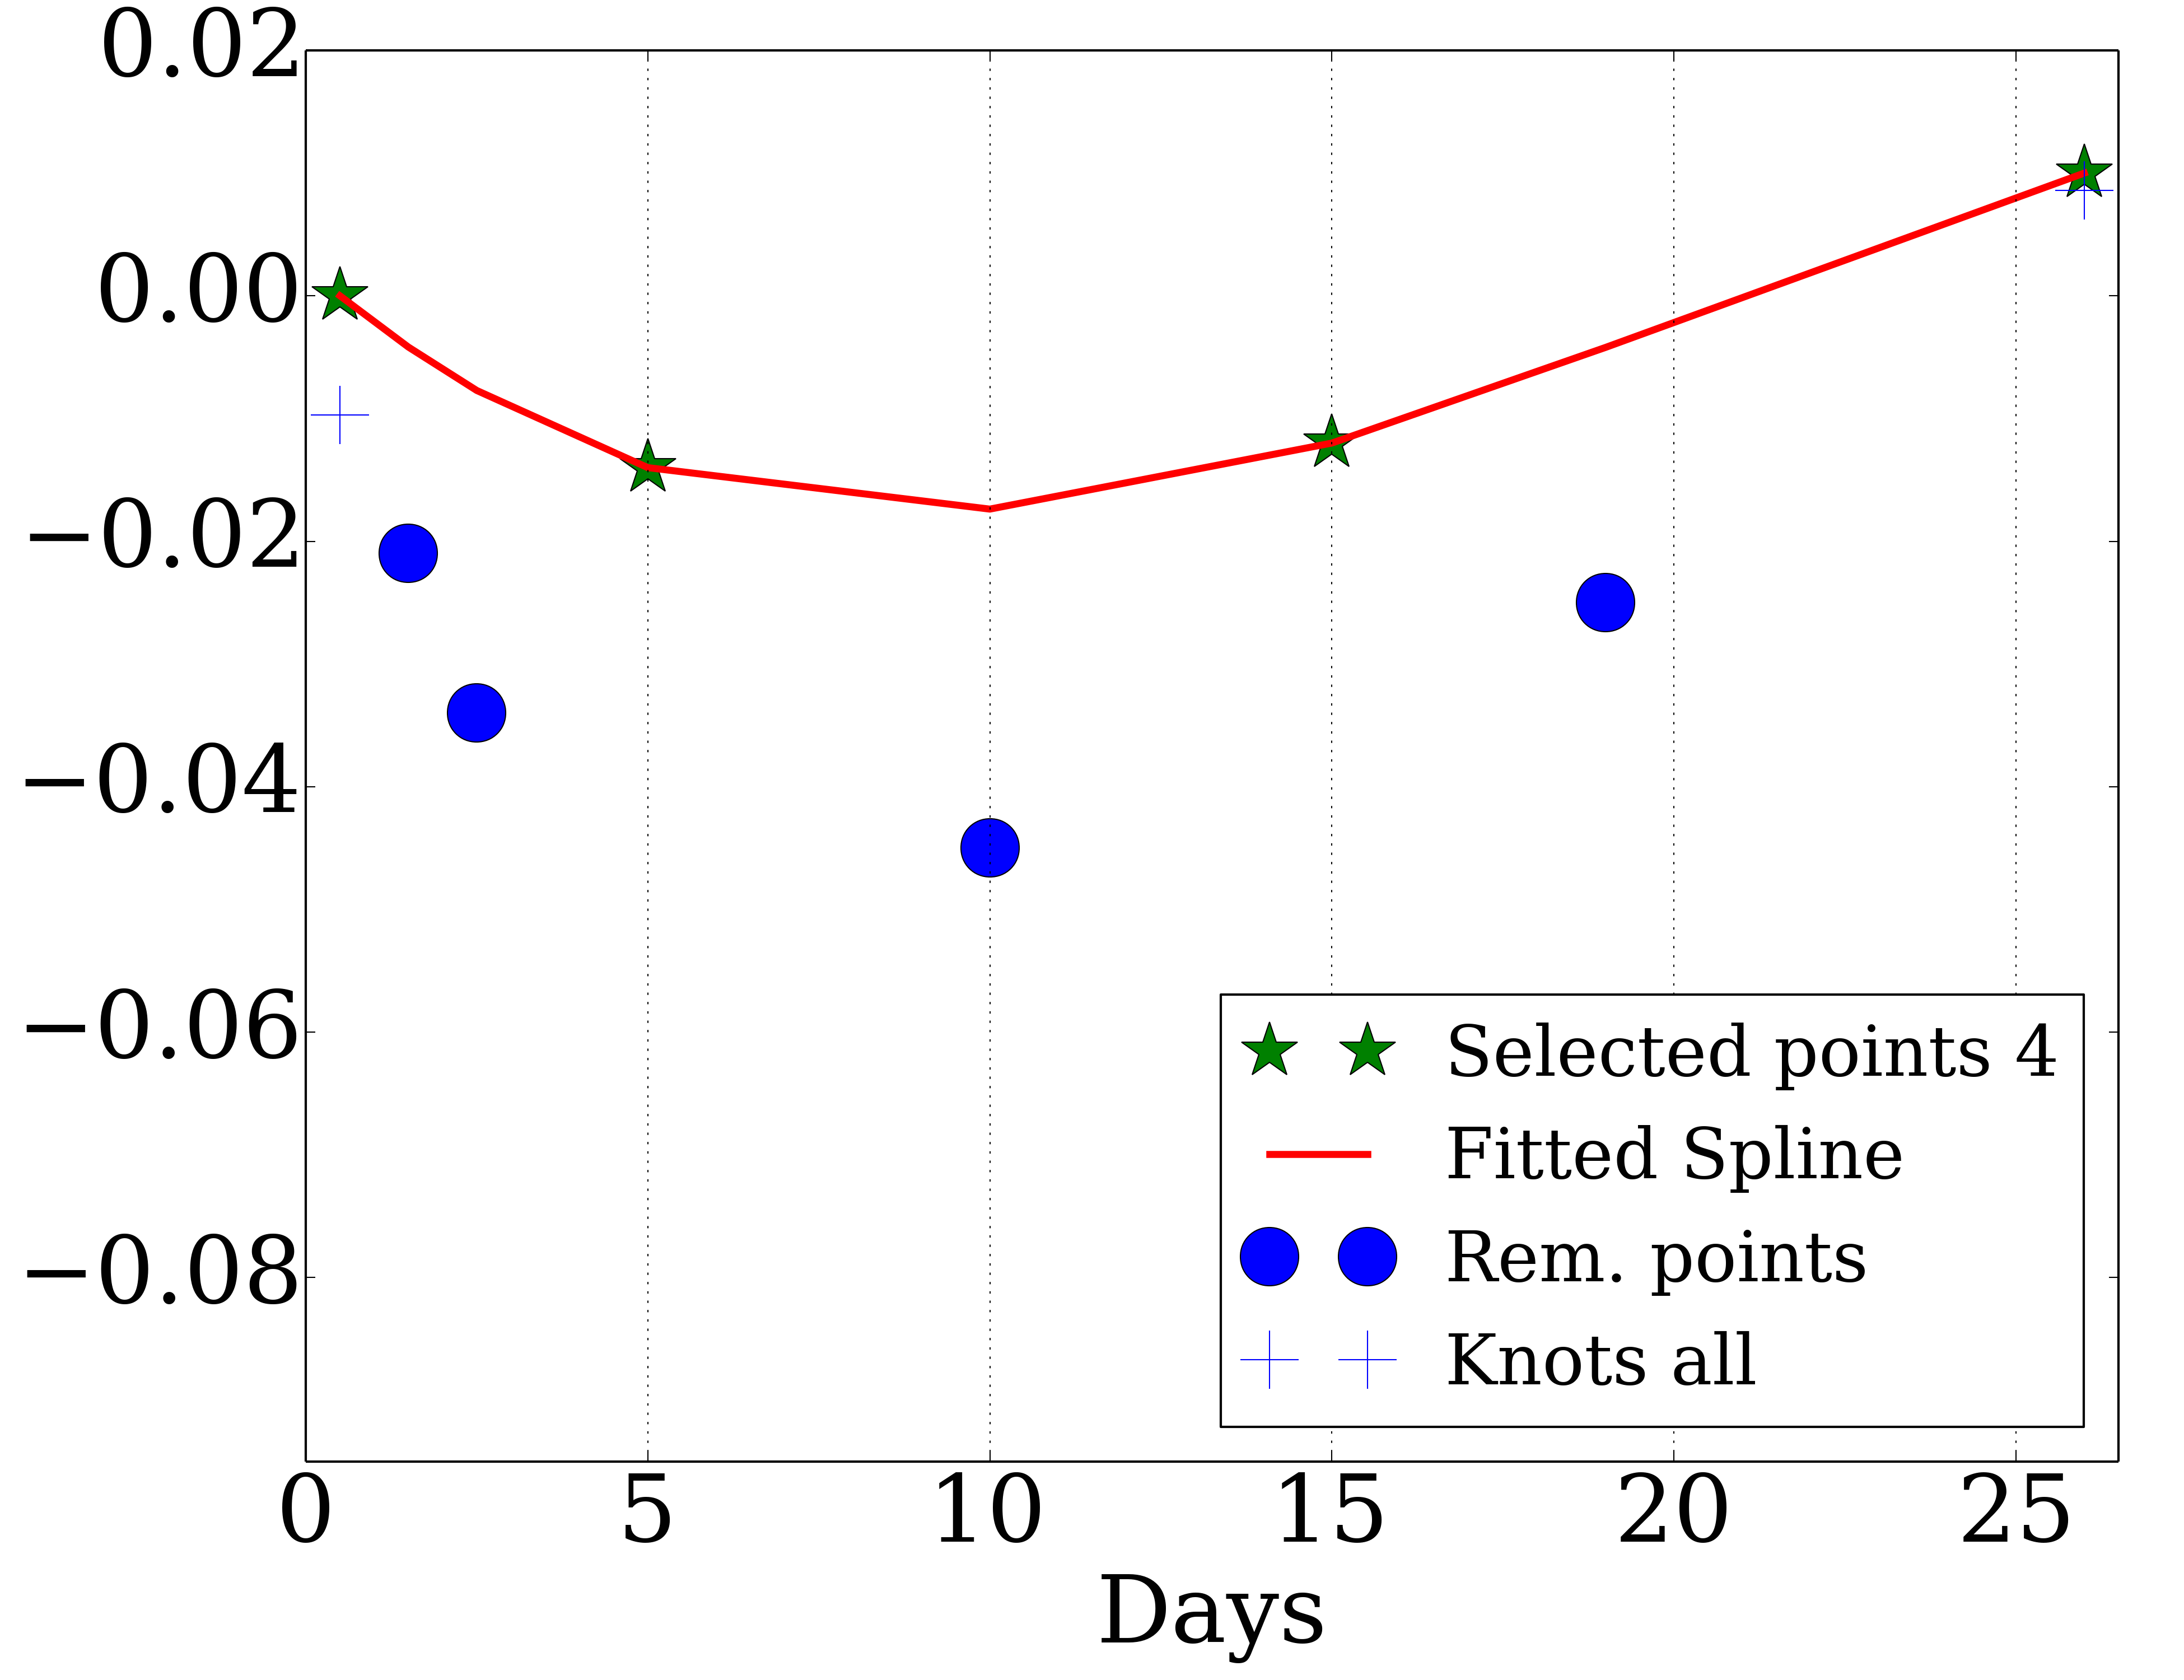 0.02
0.00
−0.02
−0.04
−0.06
−0.08
Selected points 4
Fitted Spline
Rem. points
Knots all
0 5 10 15 20 25
Days